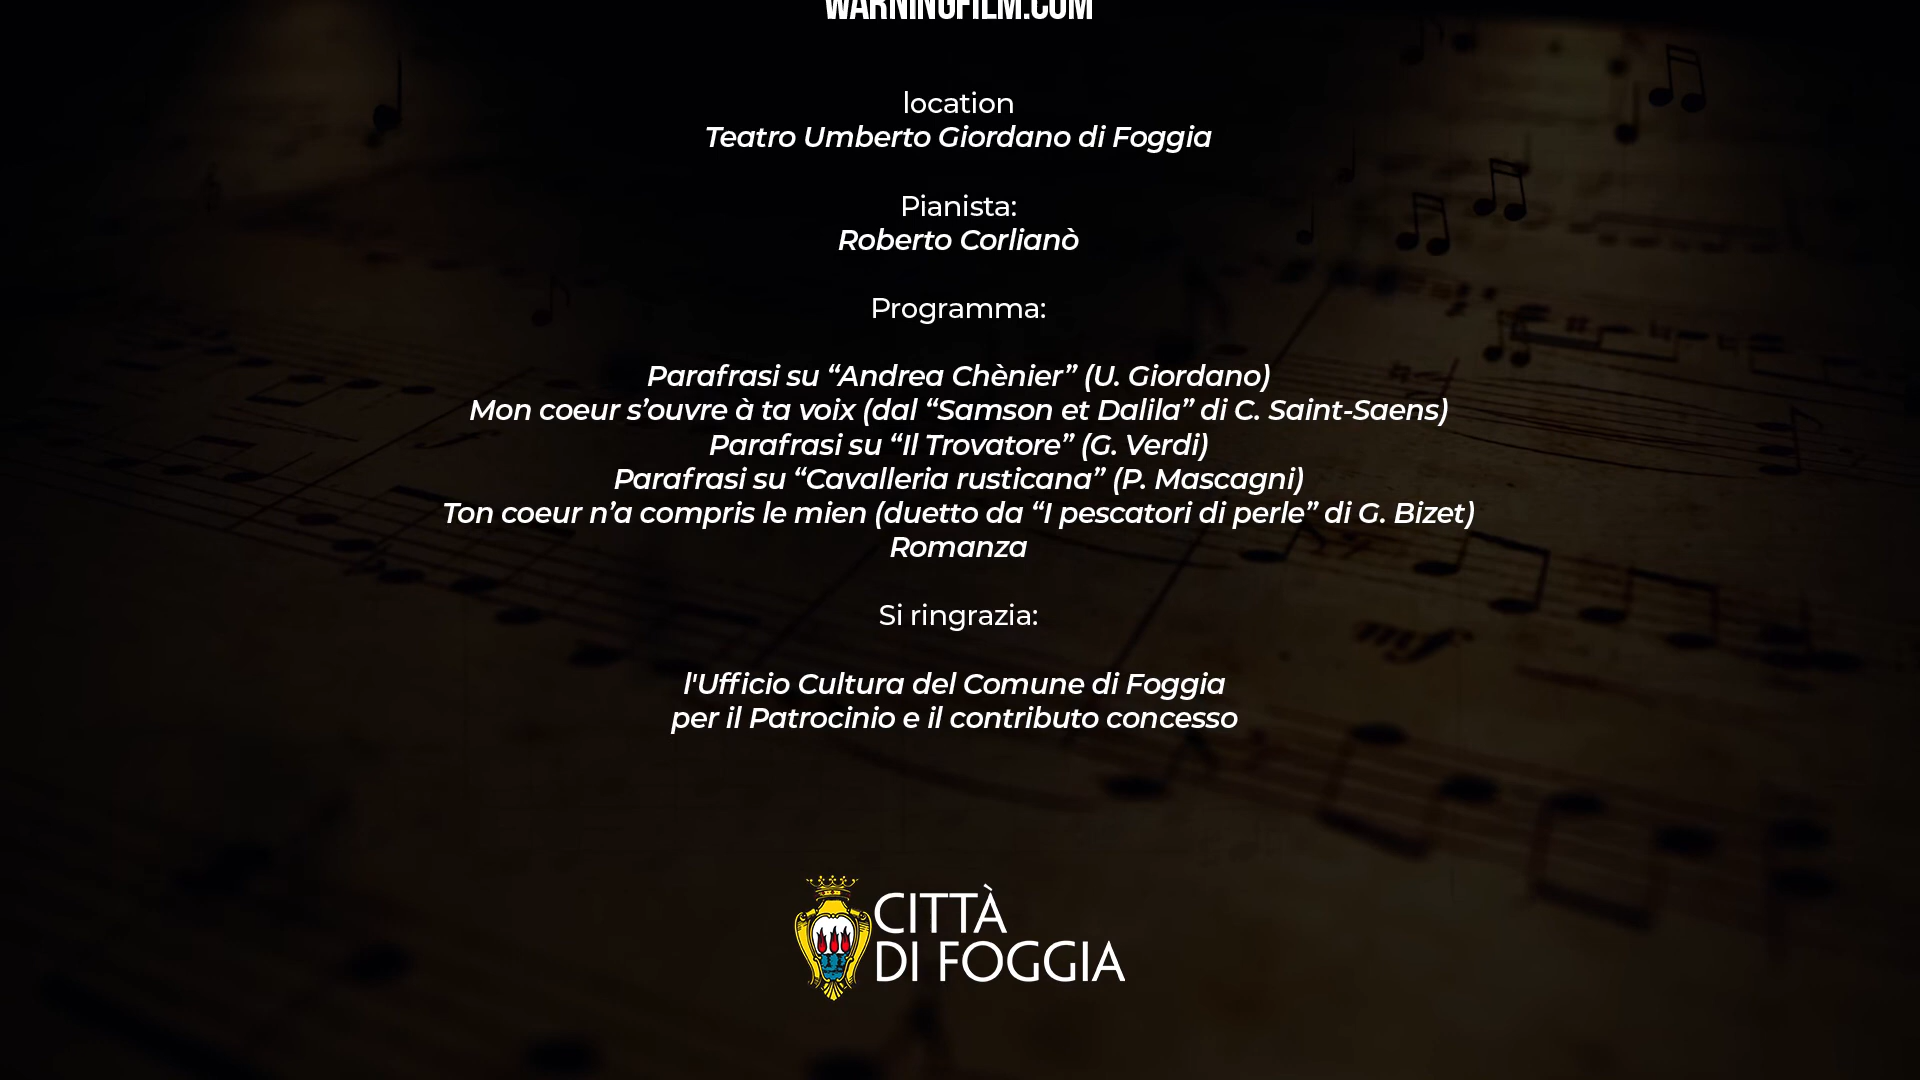 WARNINGFILM.COM
location
Teatro Umberto Giordano di Foggia
Pianista:
Roberto Corlianò
Programma:
Parafrasi su “Andrea Chènier” (U. Giordano)
Mon coeur s’ouvre à ta voix (dal “Samson et Dalila” di C. Saint-Saens)
Parafrasi su “Il Trovatore” (G. Verdi)
Parafrasi su “Cavalleria rusticana” (P. Mascagni)
Ton coeur n’a compris le mien (duetto da “I pescatori di perle” di G. Bizet)
Romanza
Si ringrazia:
l'Ufficio Cultura del Comune di Foggia
per il Patrocinio e il contributo concesso
CITTÀ
DI FOGGIA